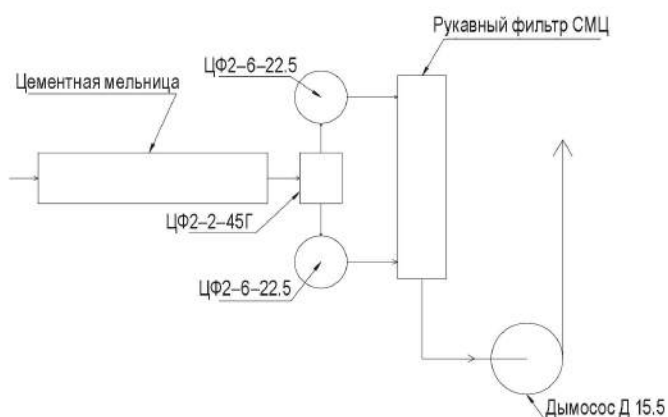 Рукавный фильтр СМЦ
ЦФ2–6–22.5
Цементная мельница
ЦФ2–2–45Г
ЦФ2–6–22.5
Дымосос Д 15.5